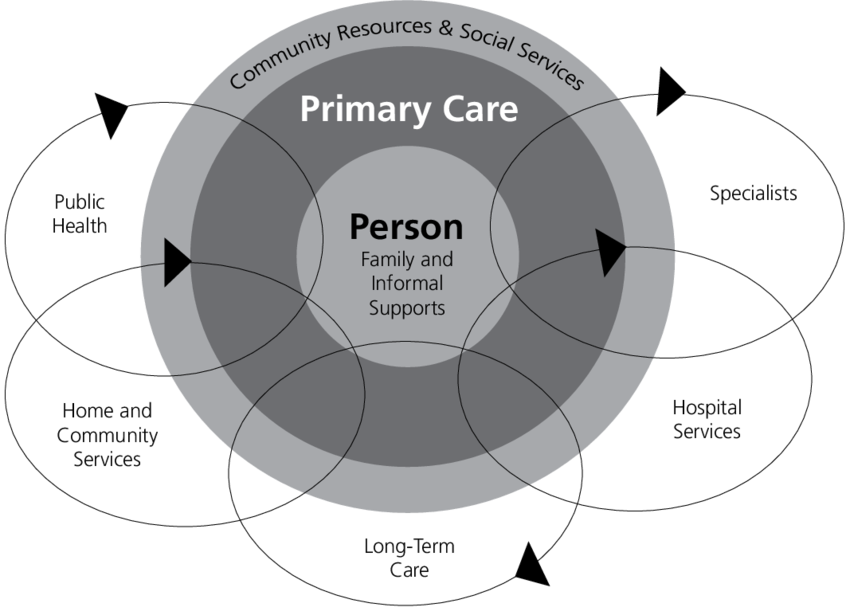 Community Resources & Social Services
Primary Care
Person
Family and
Informal
Supports
Public
Health
Specialists
Home and
Community
Services
Hospital
Services
Long-Term
Care